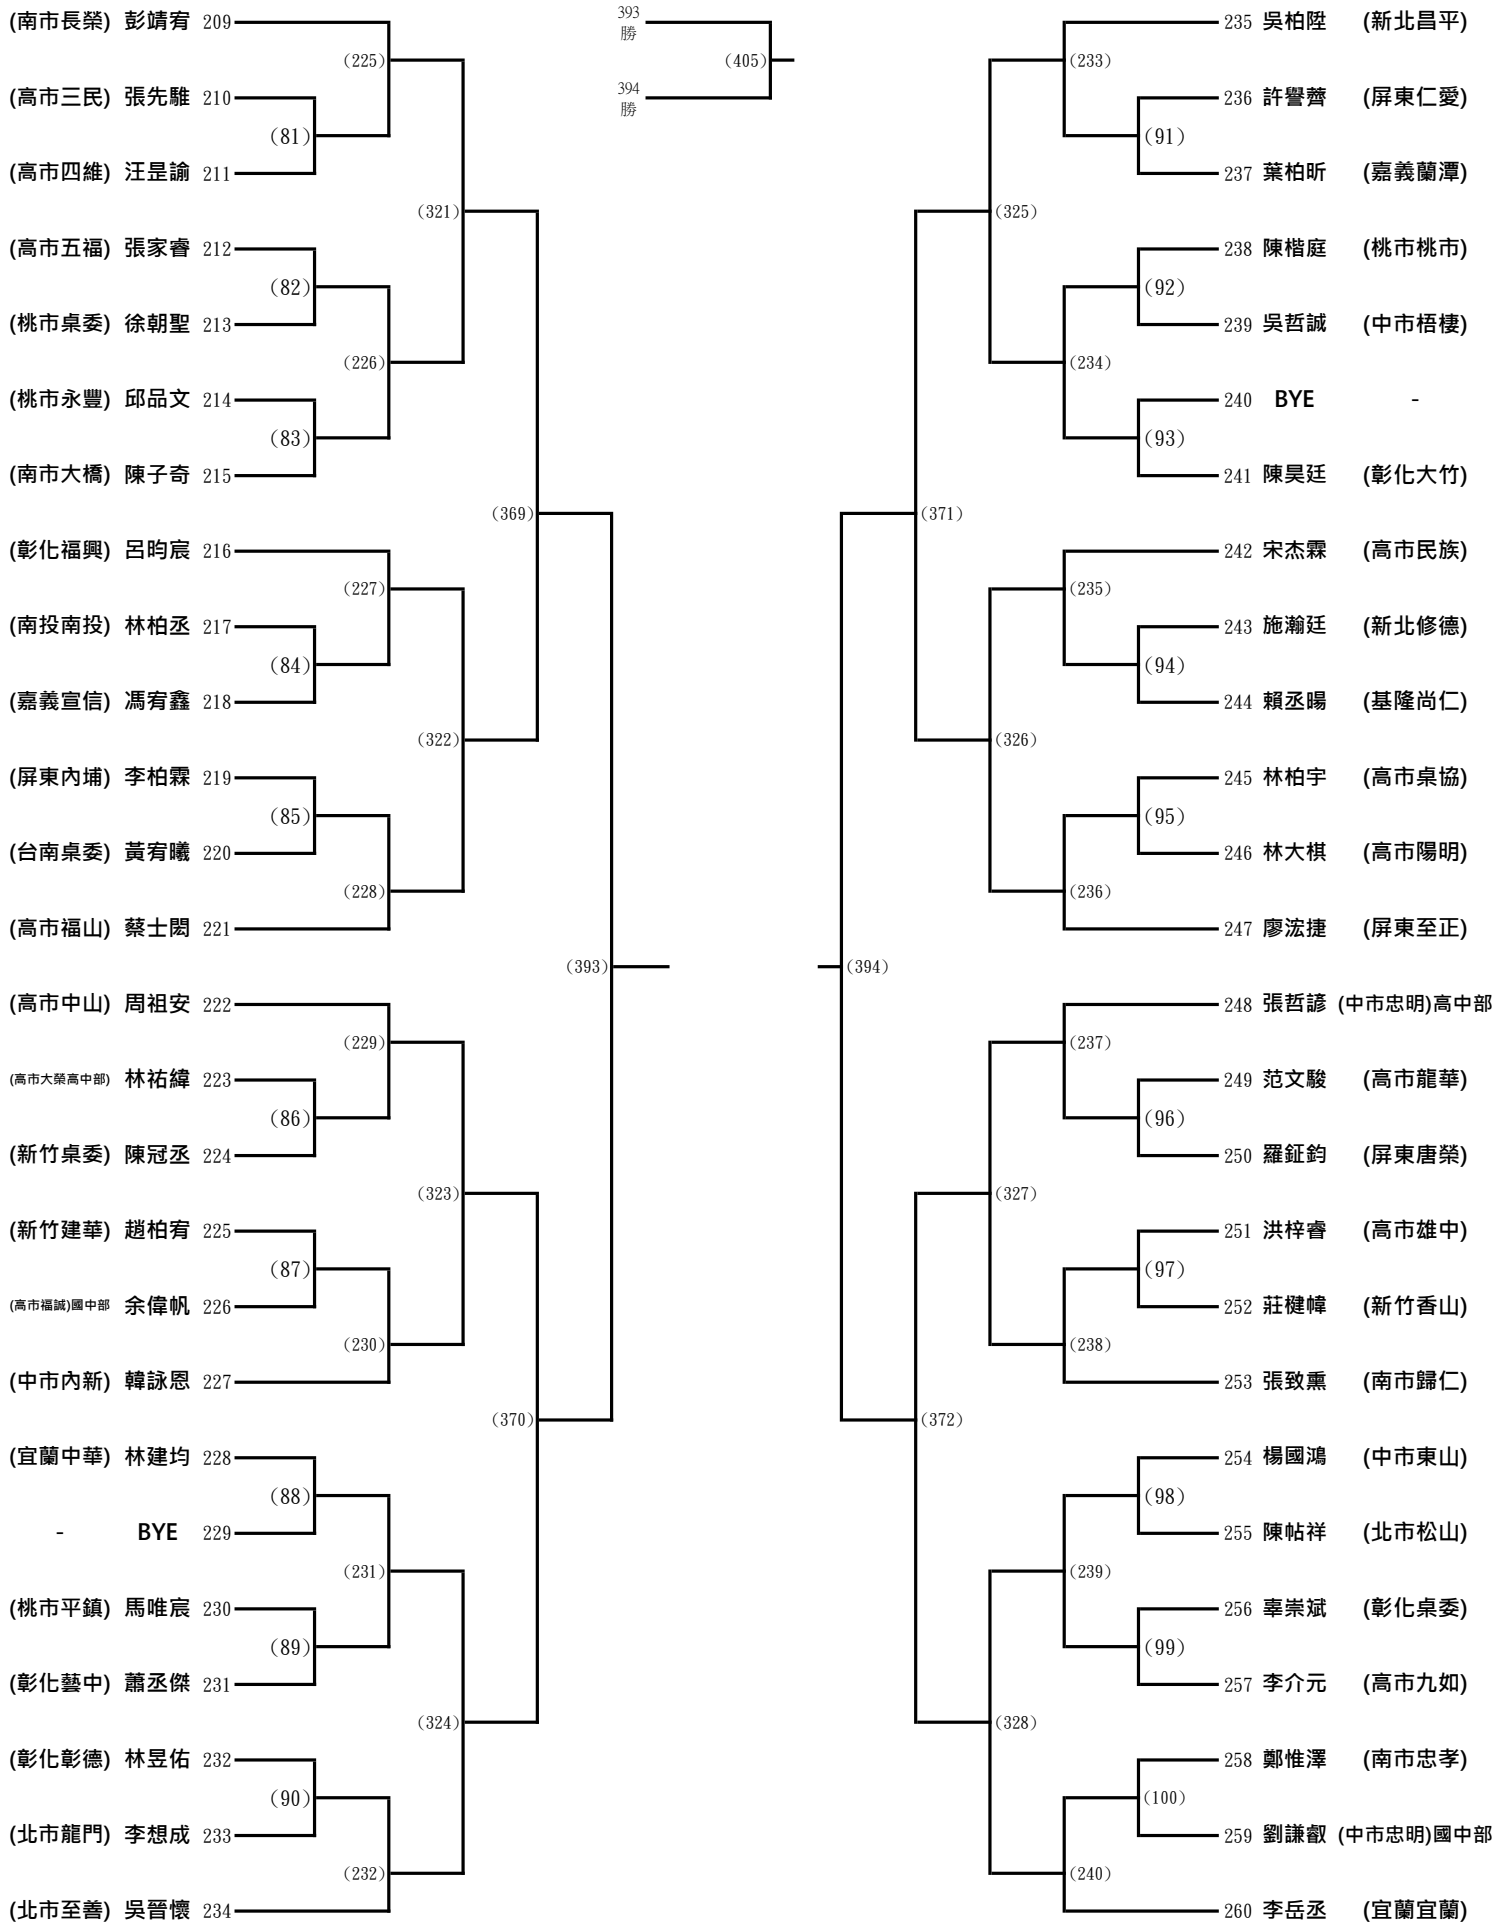 (南市長榮) 彭靖宥 209
(225)
(高市三民) 張先騅 210
(81)
(高市四維) 汪昰諭 211
(321)
(高市五福) 張家睿 212
(82)
(桃市桌委) 徐朝聖 213
(226)
(桃市永豐) 邱品文 214
(83)
(南市大橋) 陳子奇 215
(369)
(彰化福興) 呂昀宸 216
(227)
(南投南投) 林柏丞 217
(84)
(嘉義宣信) 馮宥鑫 218
(322)
(屏東內埔) 李柏霖 219
(85)
(台南桌委) 黃宥曦 220
(228)
(高市福山) 蔡士閎 221
(393)
(高市中山) 周祖安 222
(229)
(高市大榮高中部) 林祐緯 223
(86)
(新竹桌委) 陳冠丞 224
(323)
(新竹建華) 趙柏宥 225
(87)
(高市福誠)國中部 余偉帆 226
(230)
(中市內新) 韓詠恩 227
(370)
(宜蘭中華) 林建均 228
(88)
- BYE 229
(231)
(桃市平鎮) 馬唯宸 230
(89)
(彰化藝中) 蕭丞傑 231
(324)
(彰化彰德) 林昱佑 232
(90)
(北市龍門) 李想成 233
(232)
(北市至善) 吳晉懷 234
393
勝
(405)
394
勝
235 吳柏陞 (新北昌平)
(233)
236 許譽薺 (屏東仁愛)
(91)
237 葉柏昕 (嘉義蘭潭)
(325)
238 陳楷庭 (桃市桃市)
(92)
239 吳哲誠 (中市梧棲)
(234)
240 BYE -
(93)
241 陳昊廷 (彰化大竹)
(371)
242 宋杰霖 (高市民族)
(235)
243 施瀚廷 (新北修德)
(94)
244 賴丞暘 (基隆尚仁)
(326)
245 林柏宇 (高市桌協)
(95)
246 林大棋 (高市陽明)
(236)
247 廖浤捷 (屏東至正)
(394)
248 張哲諺 (中市忠明)高中部
(237)
249 范文駿 (高市龍華)
(96)
250 羅鉦鈞 (屏東唐榮)
(327)
251 洪梓睿 (高市雄中)
(97)
252 莊楗幃 (新竹香山)
(238)
253 張致熏 (南市歸仁)
(372)
254 楊國鴻 (中市東山)
(98)
255 陳帖祥 (北市松山)
(239)
256 辜崇斌 (彰化桌委)
(99)
257 李介元 (高市九如)
(328)
258 鄭惟澤 (南市忠孝)
(100)
259 劉謙叡 (中市忠明)國中部
(240)
260 李岳丞 (宜蘭宜蘭)